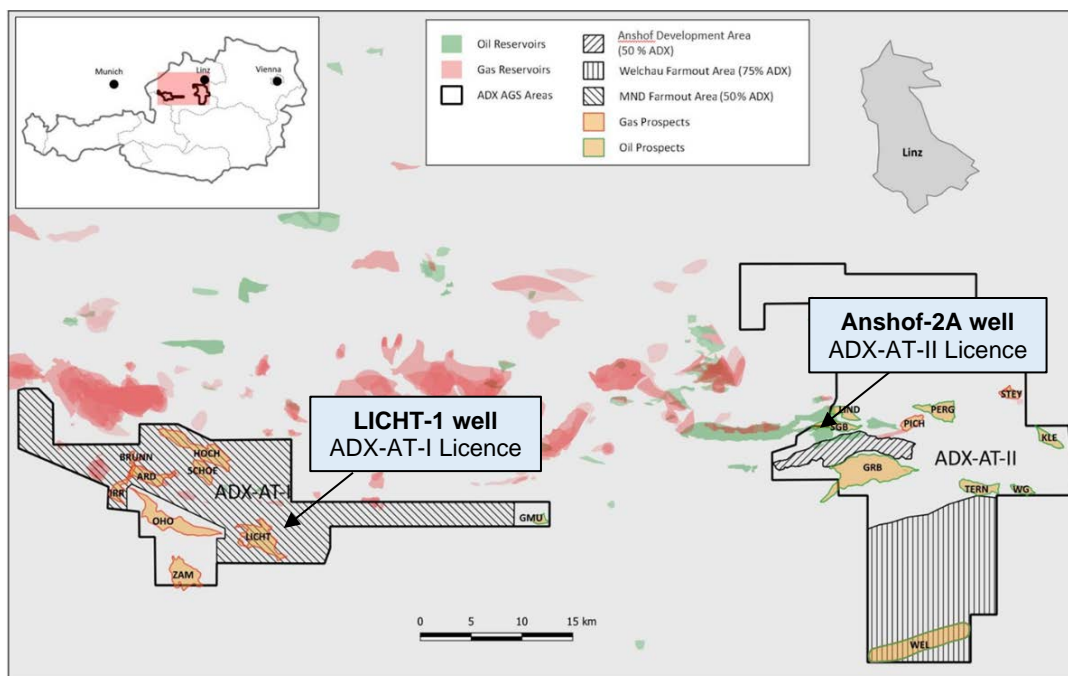 Munich
Linz
Vienna
Oil Reservoirs
Gas Reservoirs
ADX AGS Areas
Anshof Development Area
(50 % ADX)
Welchau Farmout Area (75% ADX)
MND Farmout Area (50% ADX)
Gas Prospects
Oil Prospects
Linz
Anshof-2A well
ADX-AT-II Licence
LICHT-1 well
ADX-AT-I Licence
HOCH
BRUNN
SCHOE
ARD
IRR
ADX-AT-I
OHO
LICHT
ZAM
GMU
STEY
TIND
PERG
SGB
PICH
KLE
ADX-AT-II
GRB
TERN
WG
WEL
0 5 10 15 km